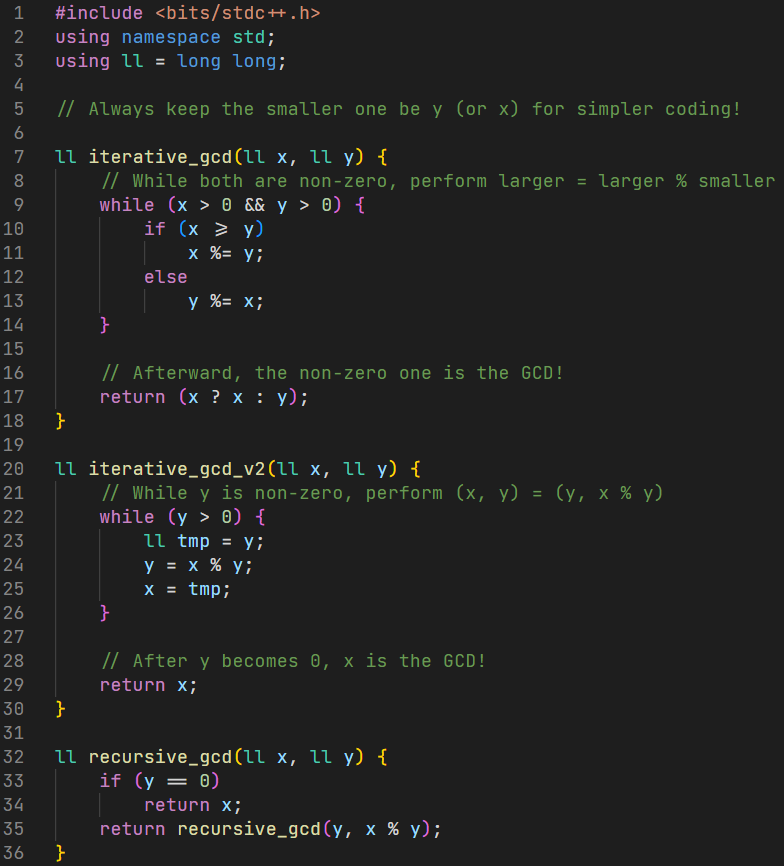 1 #include <bits/stdc++.h>
2 using namespace std;
3 using ll = long long;
4
5 // Always keep the smaller one be y (or x) for simpler coding!
6
7 ll iterative_gcd(ll x, ll y) {
8     // While both are non-zero, perform larger = larger % smaller
9     while (x > 0 && y > 0) {
10         if (x >= y)
11             x %= y;
12         else
13             y %= x;
14     }
15
16     // Afterward, the non-zero one is the GCD!
17     return (x ? x : y);
18 }
19
20 ll iterative_gcd_v2(ll x, ll y) {
21     // While y is non-zero, perform (x, y) = (y, x % y)
22     while (y > 0) {
23         ll tmp = y;
24         y = x % y;
25         x = tmp;
26     }
27
28     // After y becomes 0, x is the GCD!
29     return x;
30 }
31
32 ll recursive_gcd(ll x, ll y) {
33     if (y == 0)
34         return x;
35     return recursive_gcd(y, x % y);
36 }